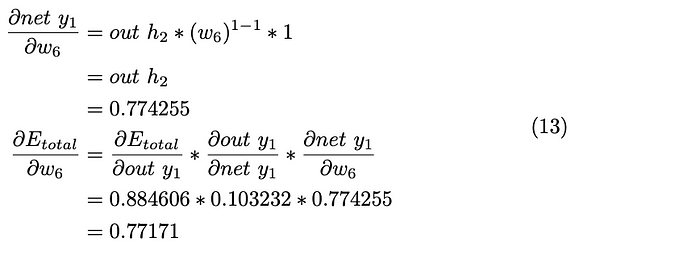 ∂net y₁/∂w₆ = out h₂ * (w₆)¹⁻¹ * 1
= out h₂
= 0.774255
(13)
∂E_total/∂w₆ = ∂E_total/∂out y₁ * ∂out y₁/∂net y₁ * ∂net y₁/∂w₆
= 0.884606 * 0.103232 * 0.774255
= 0.77171